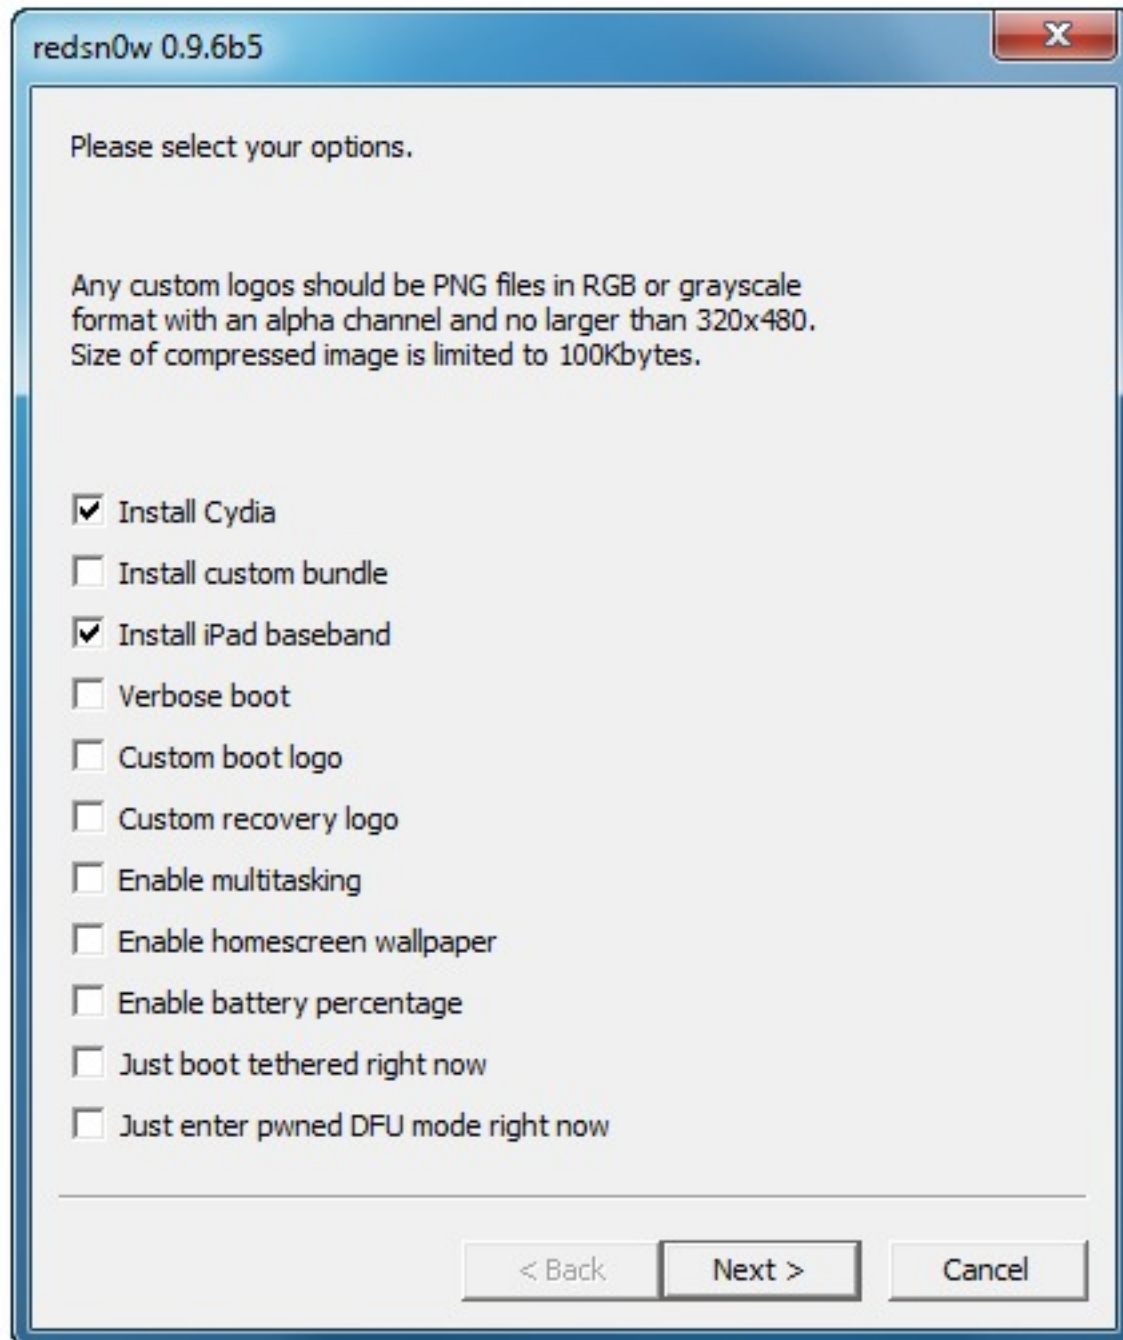 redsn0w 0.9.6b5
Please select your options.
Any custom logos should be PNG files in RGB or grayscale
format with an alpha channel and no larger than 320x480.
Size of compressed image is limited to 100Kbytes.
Install Cydia
Install custom bundle
Install iPad baseband
Verbose boot
Custom boot logo
Custom recovery logo
Enable multitasking
Enable homescreen wallpaper
Enable battery percentage
Just boot tethered right now
Just enter pwned DFU mode right now
< Back Next > Cancel